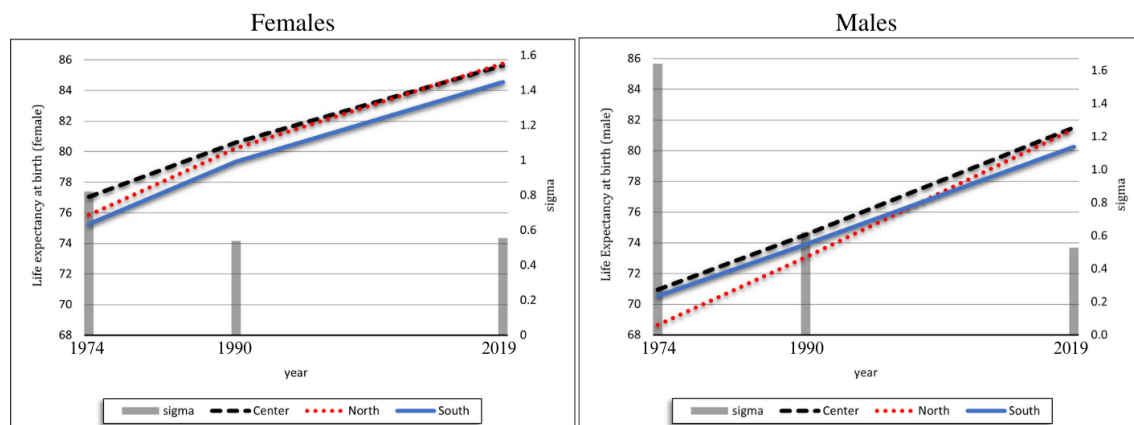 Females
Life expectancy at birth (female)
86
84
82
80
78
76
74
72
70
68
1.6
1.4
1.2
1
0.8
0.6
0.4
0.2
0
sigma
1974
1990
2019
year
sigma
Center
North
South
Males
Life Expectancy at birth (male)
86
84
82
80
78
76
74
72
70
68
1.6
1.4
1.2
1.0
0.8
0.6
0.4
0.2
0.0
sigma
1974
1990
2019
year
sigma
Center
North
South